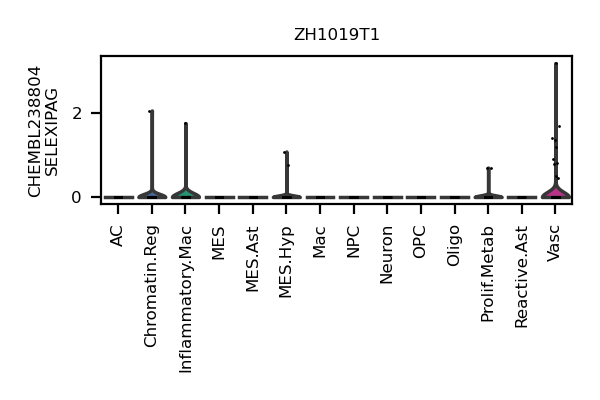 ZH1019T1
CHEMBL238804
SELEXIPAG
2
0
AC
Chromatin.Reg
Inflammatory.Mac
MES
MES.Ast
MES.Hyp
Mac
NPC
Neuron
OPC
Oligo
Prolif.Metab
Reactive.Ast
Vasc